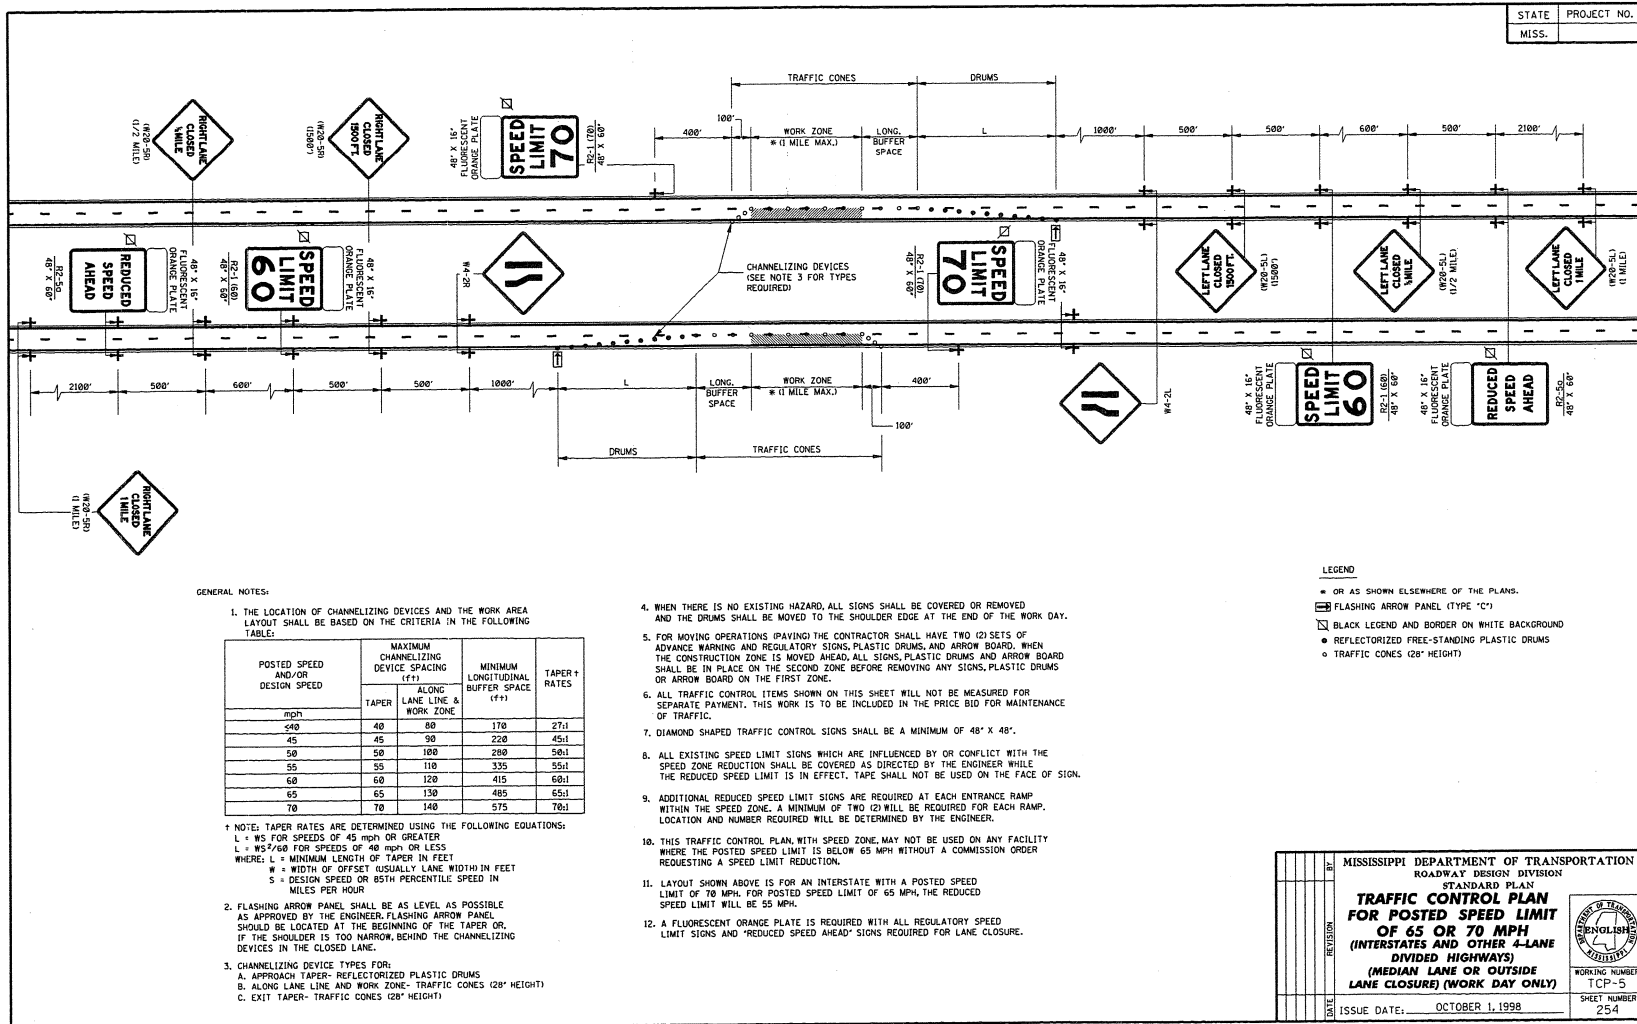 STATE PROJECT NO.
MISS.
TRAFFIC CONES DRUMS
400' 100' WORK ZONE LONG. L 1000' 500' 500' 600' 500' 2100'
* (1 MILE MAX.) BUFFER
SPACE
RIGHT LANE
CLOSED
½ MILE
(W20-5R)
(1/2 MILE)
RIGHT LANE
CLOSED
1500 FT.
(W20-5R)
(1500')
48" X 16"
FLUORESCENT
ORANGE PLATE
SPEED
LIMIT
70
R2-1 (70)
48" X 60"
REDUCED
SPEED
AHEAD
R2-5a
48" X 60"
48" X 16"
FLUORESCENT
ORANGE PLATE
SPEED
LIMIT
60
R2-1 (60)
48" X 60"
48" X 16"
FLUORESCENT
ORANGE PLATE
W4-2R
CHANNELIZING DEVICES
(SEE NOTE 3 FOR TYPES
REQUIRED)
SPEED
LIMIT
70
R2-1 (70)
48" X 60"
48" X 16"
FLUORESCENT
ORANGE PLATE
LEFT LANE
CLOSED
1500 FT.
(W20-5L)
(1500')
LEFT LANE
CLOSED
½ MILE
(W20-5L)
(1/2 MILE)
LEFT LANE
CLOSED
1 MILE
(W20-5L)
(1 MILE)
2100' 500' 600' 500' 500' 1000' L LONG. WORK ZONE 400'
BUFFER * (1 MILE MAX.)
SPACE
100'
DRUMS TRAFFIC CONES
W4-2L
48" X 16"
FLUORESCENT
ORANGE PLATE
SPEED
LIMIT
60
R2-1 (60)
48" X 60"
48" X 16"
FLUORESCENT
ORANGE PLATE
REDUCED
SPEED
AHEAD
R2-5a
48" X 60"
(W20-5R)
(1 MILE)
RIGHT LANE
CLOSED
1 MILE
LEGEND
* OR AS SHOWN ELSEWHERE OF THE PLANS.
FLASHING ARROW PANEL (TYPE "C")
BLACK LEGEND AND BORDER ON WHITE BACKGROUND
REFLECTORIZED FREE-STANDING PLASTIC DRUMS
TRAFFIC CONES (28" HEIGHT)
GENERAL NOTES:
1. THE LOCATION OF CHANNELIZING DEVICES AND THE WORK AREA
LAYOUT SHALL BE BASED ON THE CRITERIA IN THE FOLLOWING
TABLE:
POSTED SPEED
AND/OR
DESIGN SPEED
mph
MAXIMUM
CHANNELIZING
DEVICE SPACING
(ft)
TAPER
ALONG
LANE LINE &
WORK ZONE
MINIMUM
LONGITUDINAL
BUFFER SPACE
(ft)
TAPER †
RATES
≤40 40 80 170 27:1
45 45 90 220 45:1
50 50 100 280 50:1
55 55 110 335 55:1
60 60 120 415 60:1
65 65 130 485 65:1
70 70 140 575 70:1
† NOTE: TAPER RATES ARE DETERMINED USING THE FOLLOWING EQUATIONS:
L = WS FOR SPEEDS OF 45 mph OR GREATER
L = WS²/60 FOR SPEEDS OF 40 mph OR LESS
WHERE: L = MINIMUM LENGTH OF TAPER IN FEET
W = WIDTH OF OFFSET (USUALLY LANE WIDTH) IN FEET
S = DESIGN SPEED OR 85TH PERCENTILE SPEED IN
MILES PER HOUR
2. FLASHING ARROW PANEL SHALL BE AS LEVEL AS POSSIBLE
AS APPROVED BY THE ENGINEER. FLASHING ARROW PANEL
SHOULD BE LOCATED AT THE BEGINNING OF THE TAPER OR,
IF THE SHOULDER IS TOO NARROW, BEHIND THE CHANNELIZING
DEVICES IN THE CLOSED LANE.
3. CHANNELIZING DEVICE TYPES FOR:
A. APPROACH TAPER- REFLECTORIZED PLASTIC DRUMS
B. ALONG LANE LINE AND WORK ZONE- TRAFFIC CONES (28" HEIGHT)
C. EXIT TAPER- TRAFFIC CONES (28" HEIGHT)
4. WHEN THERE IS NO EXISTING HAZARD, ALL SIGNS SHALL BE COVERED OR REMOVED
AND THE DRUMS SHALL BE MOVED TO THE SHOULDER EDGE AT THE END OF THE WORK DAY.
5. FOR MOVING OPERATIONS (PAVING) THE CONTRACTOR SHALL HAVE TWO (2) SETS OF
ADVANCE WARNING AND REGULATORY SIGNS, PLASTIC DRUMS, AND ARROW BOARD. WHEN
THE CONSTRUCTION ZONE IS MOVED AHEAD, ALL SIGNS, PLASTIC DRUMS AND ARROW BOARD
SHALL BE IN PLACE ON THE SECOND ZONE BEFORE REMOVING ANY SIGNS, PLASTIC DRUMS
OR ARROW BOARD ON THE FIRST ZONE.
6. ALL TRAFFIC CONTROL ITEMS SHOWN ON THIS SHEET WILL NOT BE MEASURED FOR
SEPARATE PAYMENT. THIS WORK IS TO BE INCLUDED IN THE PRICE BID FOR MAINTENANCE
OF TRAFFIC.
7. DIAMOND SHAPED TRAFFIC CONTROL SIGNS SHALL BE A MINIMUM OF 48" X 48".
8. ALL EXISTING SPEED LIMIT SIGNS WHICH ARE INFLUENCED BY OR CONFLICT WITH THE
SPEED ZONE REDUCTION SHALL BE COVERED AS DIRECTED BY THE ENGINEER WHILE
THE REDUCED SPEED LIMIT IS IN EFFECT. TAPE SHALL NOT BE USED ON THE FACE OF SIGN.
9. ADDITIONAL REDUCED SPEED LIMIT SIGNS ARE REQUIRED AT EACH ENTRANCE RAMP
WITHIN THE SPEED ZONE. A MINIMUM OF TWO (2) WILL BE REQUIRED FOR EACH RAMP.
LOCATION AND NUMBER REQUIRED WILL BE DETERMINED BY THE ENGINEER.
10. THIS TRAFFIC CONTROL PLAN, WITH SPEED ZONE, MAY NOT BE USED ON ANY FACILITY
WHERE THE POSTED SPEED LIMIT IS BELOW 65 MPH WITHOUT A COMMISSION ORDER
REQUESTING A SPEED LIMIT REDUCTION.
11. LAYOUT SHOWN ABOVE IS FOR AN INTERSTATE WITH A POSTED SPEED
LIMIT OF 70 MPH. FOR POSTED SPEED LIMIT OF 65 MPH, THE REDUCED
SPEED LIMIT WILL BE 55 MPH.
12. A FLUORESCENT ORANGE PLATE IS REQUIRED WITH ALL REGULATORY SPEED
LIMIT SIGNS AND "REDUCED SPEED AHEAD" SIGNS REQUIRED FOR LANE CLOSURE.
BY
REVISION
DATE
MISSISSIPPI DEPARTMENT OF TRANSPORTATION
ROADWAY DESIGN DIVISION
STANDARD PLAN
TRAFFIC CONTROL PLAN
FOR POSTED SPEED LIMIT
OF 65 OR 70 MPH
(INTERSTATES AND OTHER 4-LANE
DIVIDED HIGHWAYS)
(MEDIAN LANE OR OUTSIDE
LANE CLOSURE) (WORK DAY ONLY)
ISSUE DATE: OCTOBER 1, 1998
DEPARTMENT OF TRANSPORTATION
ENGLISH
MISSISSIPPI
WORKING NUMBER
TCP-5
SHEET NUMBER
254